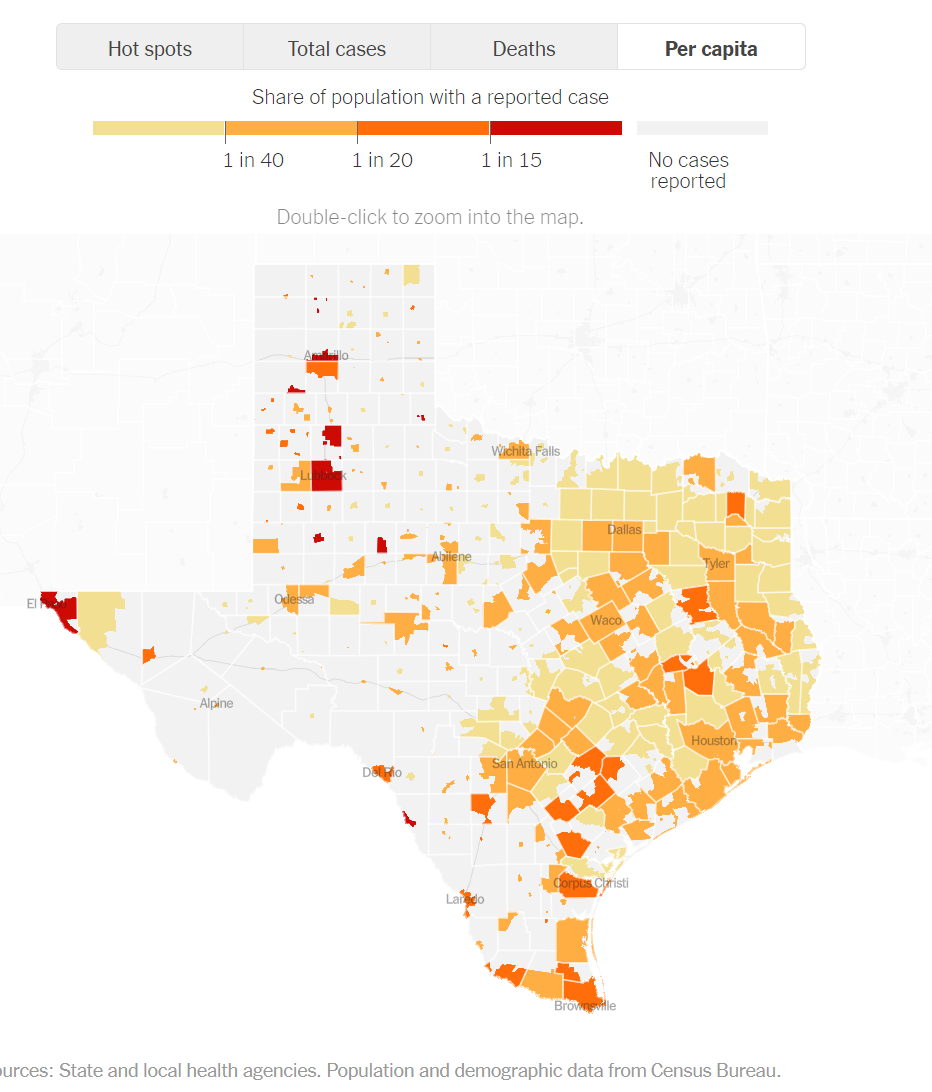 Hot spots
Total cases
Deaths
Per capita
Share of population with a reported case
1 in 40
1 in 20
1 in 15
No cases
reported
Double-click to zoom into the map.
Amarillo
Wichita Falls
Lubbock
Dallas
Abilene
Tyler
El Paso
Odessa
Waco
Alpine
Houston
San Antonio
Del Rio
Corpus Christi
Laredo
Brownsville
ources: State and local health agencies. Population and demographic data from Census Bureau.